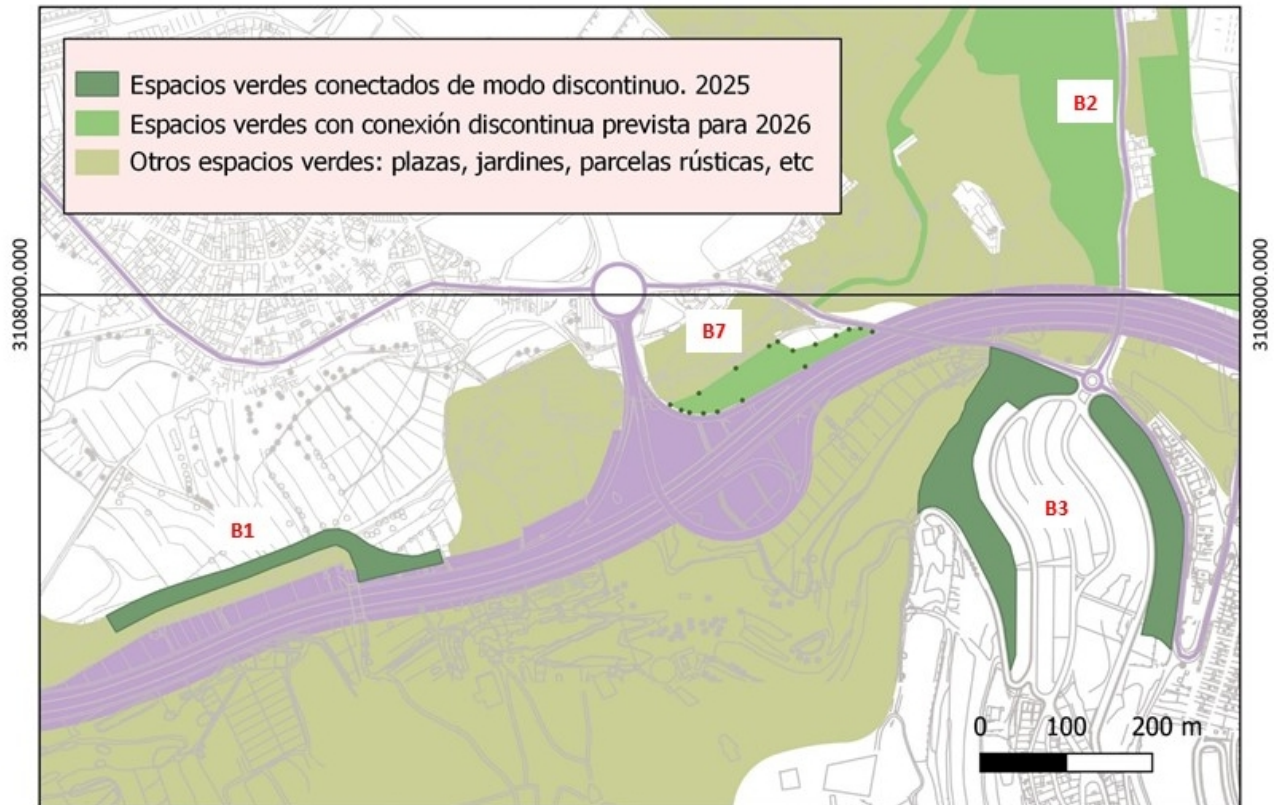 Espacios verdes conectados de modo discontinuo. 2025
Espacios verdes con conexión discontinua prevista para 2026
Otros espacios verdes: plazas, jardines, parcelas rústicas, etc
B2
3108000.000
3108000.000
B7
B1
B3
0 100 200 m